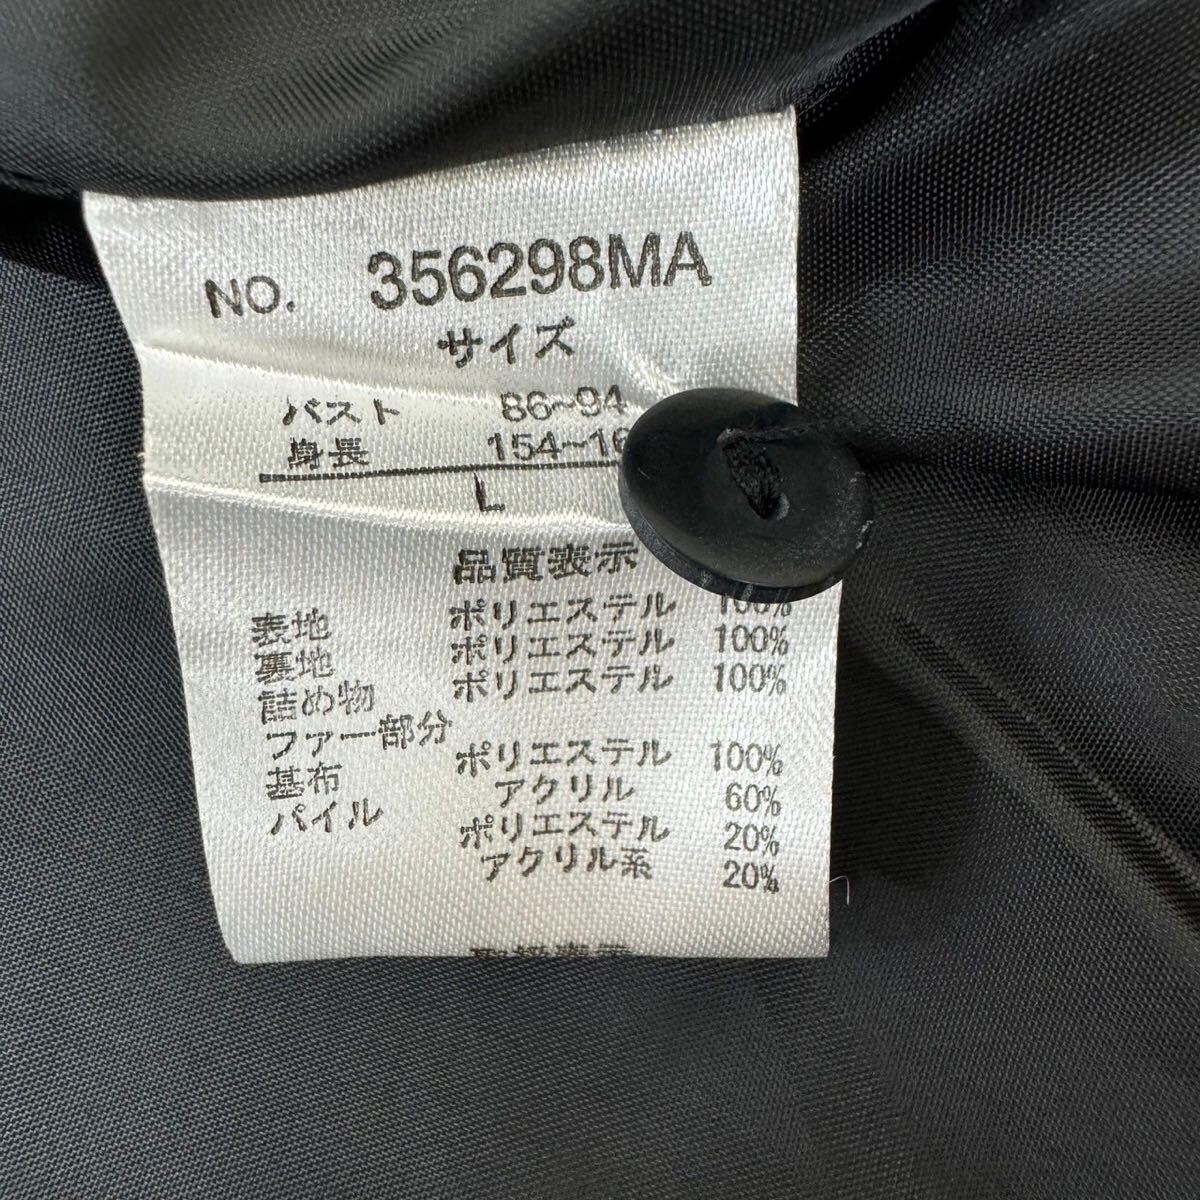 NO. 356298MA
サイズ
バスト 86~94
身長
L
品質表示
表地 ポリエステル 100%
裏地 ポリエステル 100%
詰め物 ポリエステル 100%
ファー部分
基布 ポリエステル 100%
パイル アクリル 60%
ポリエステル 20%
アクリル系 20%